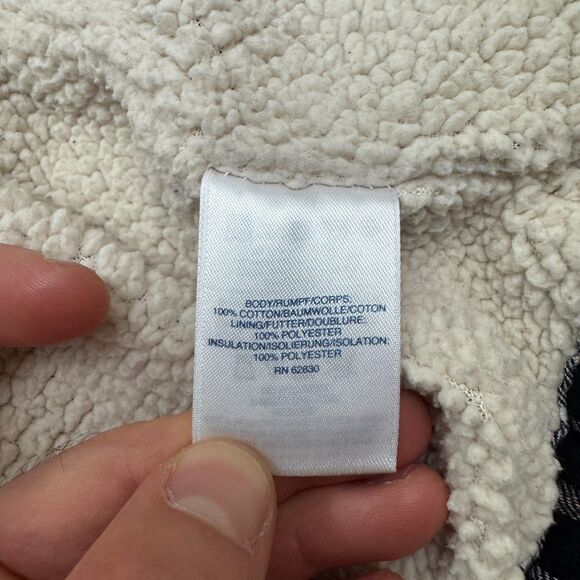 BODY/RUMPF/CORPS:
100% COTTON/BAUMWOLLE/COTON
LINING/FUTTER/DOUBLURE:
100% POLYESTER
INSULATION/ISOLIERUNG/ISOLATION:
100% POLYESTER
RN 62830